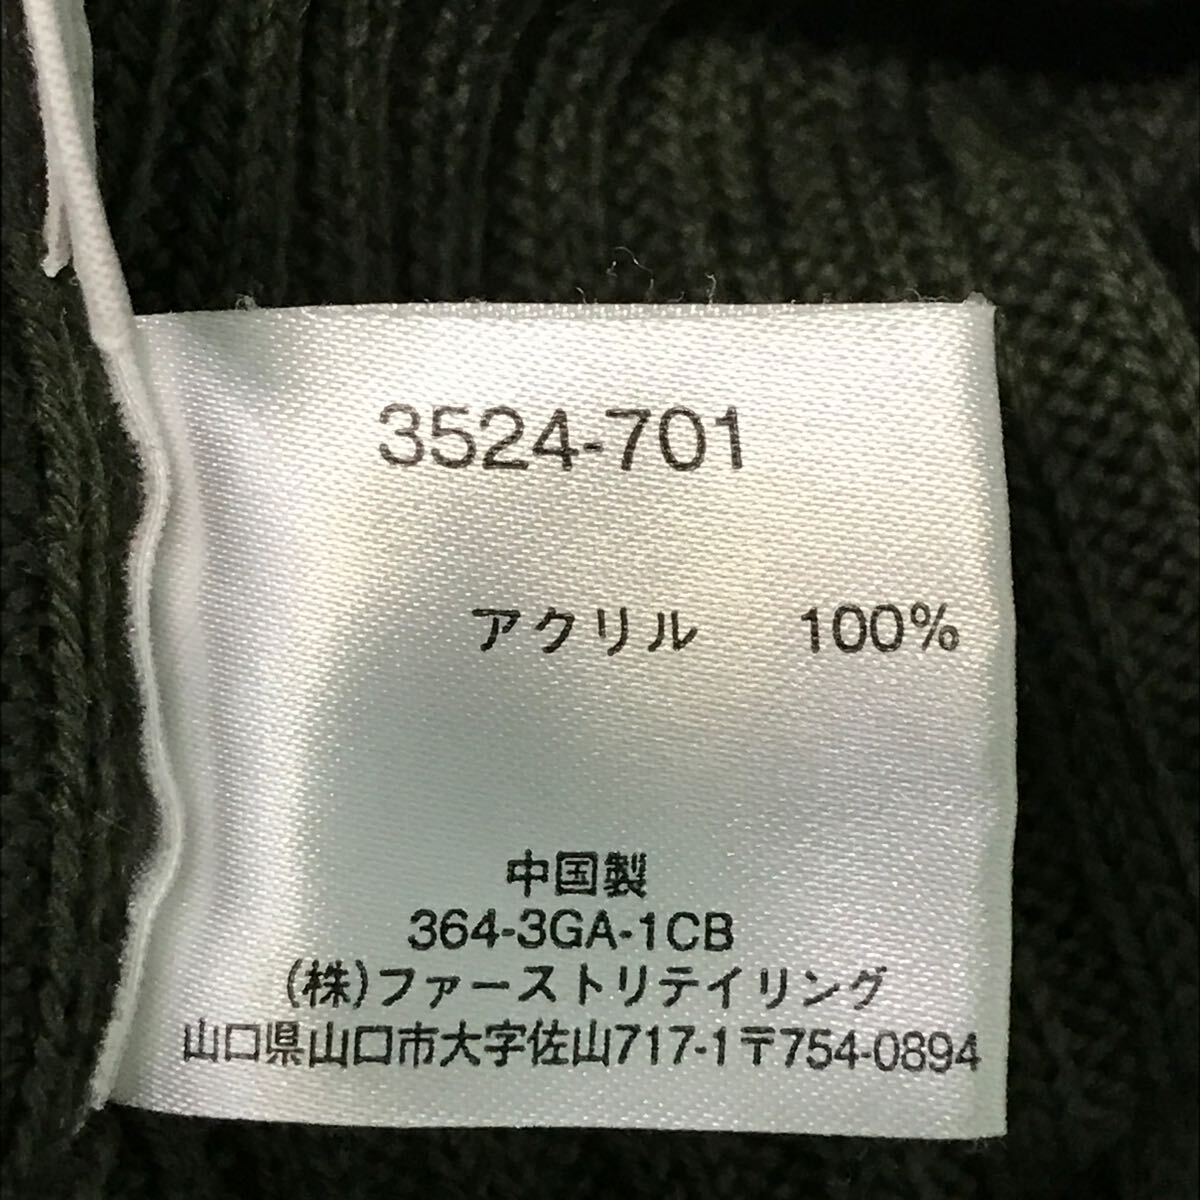 3524-701
アクリル 100%
中国製
364-3GA-1CB
(株)ファーストリテイリング
山口県山口市大字佐山717-1〒754-0894